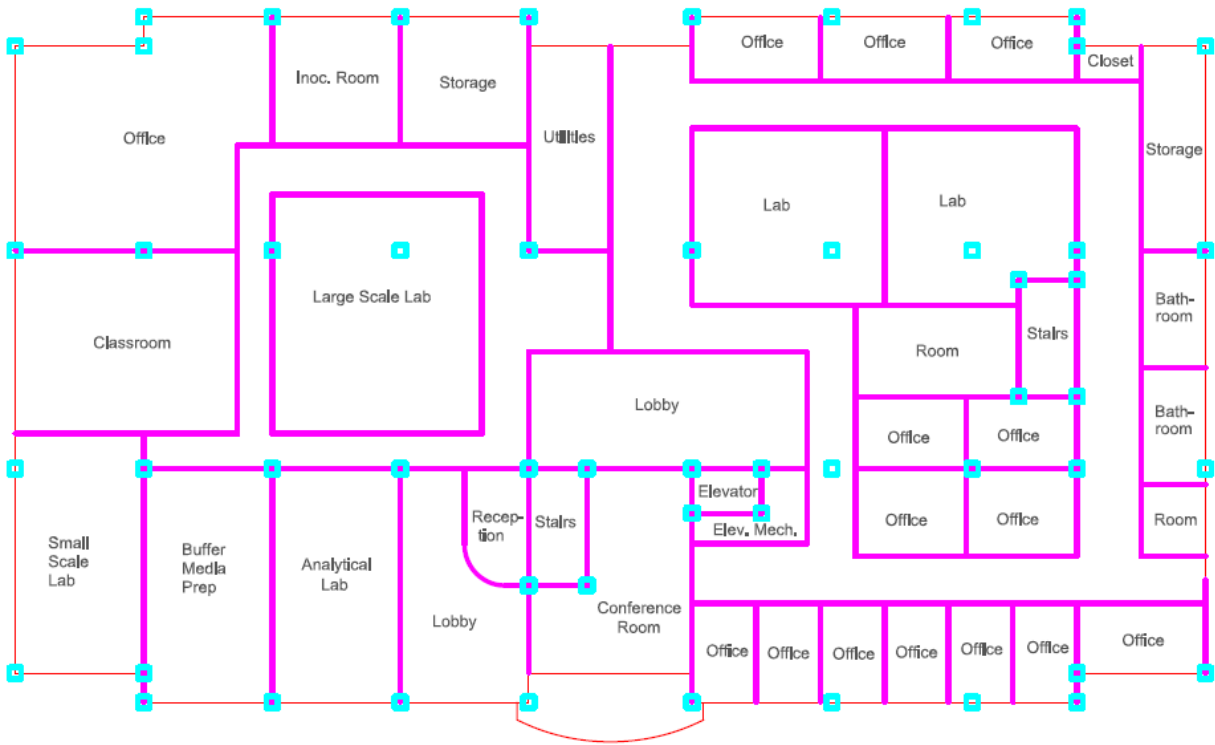 Office
Office
Office
Closet
Inoc. Room
Storage
Office
Utilities
Storage
Lab
Lab
Large Scale Lab
Bath-
room
Classroom
Room
Stairs
Lobby
Bath-
room
Office
Office
Elevator
Recep-
tion
Stairs
Elev. Mech.
Office
Office
Room
Small
Scale
Lab
Buffer
Media
Prep
Analytical
Lab
Lobby
Conference
Room
Office
Office
Office
Office
Office
Office
Office